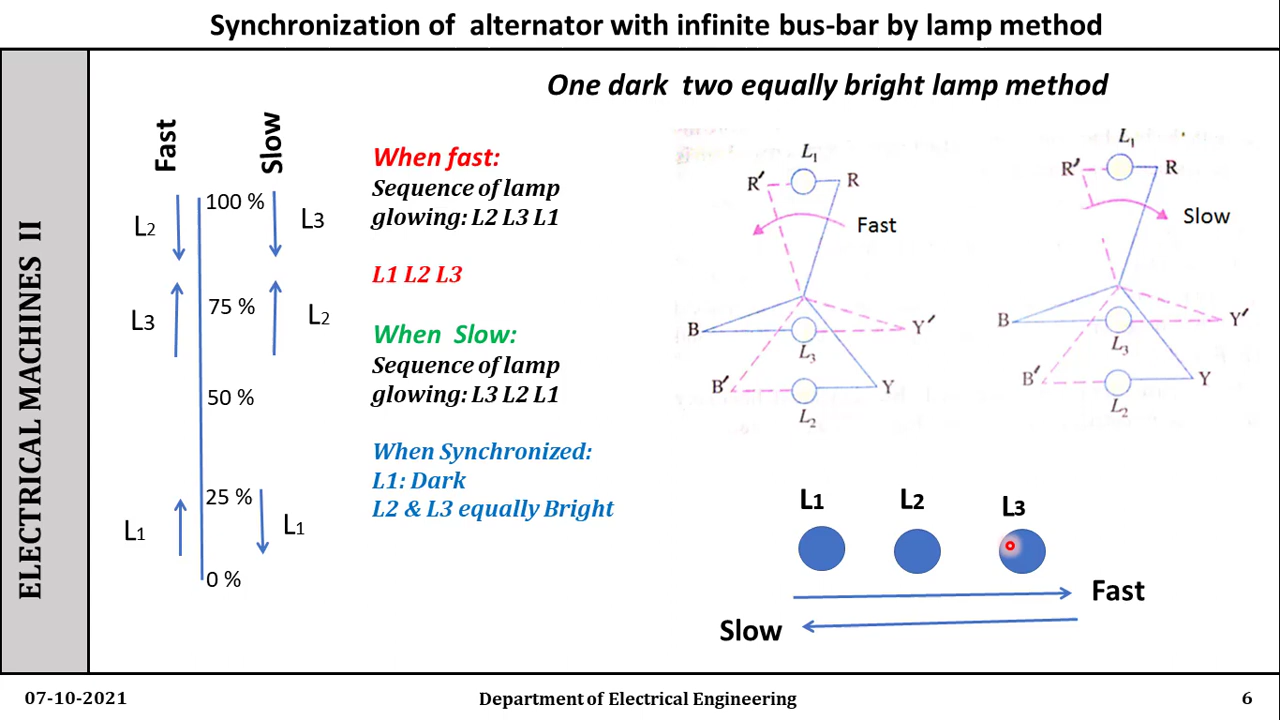 Synchronization of alternator with infinite bus-bar by lamp method
ELECTRICAL MACHINES II
One dark two equally bright lamp method
Fast
Slow
100 %
75 %
50 %
25 %
0 %
L2
L3
L3
L2
L1
L1
When fast:
Sequence of lamp
glowing: L2 L3 L1
L1 L2 L3
When Slow:
Sequence of lamp
glowing: L3 L2 L1
When Synchronized:
L1: Dark
L2 & L3 equally Bright
L1
R′
R
Fast
B
Y′
L3
B′
Y
L2
L1
R′
R
Slow
B
Y′
L3
B′
Y
L2
L1
L2
L3
Fast
Slow
07-10-2021
Department of Electrical Engineering
6